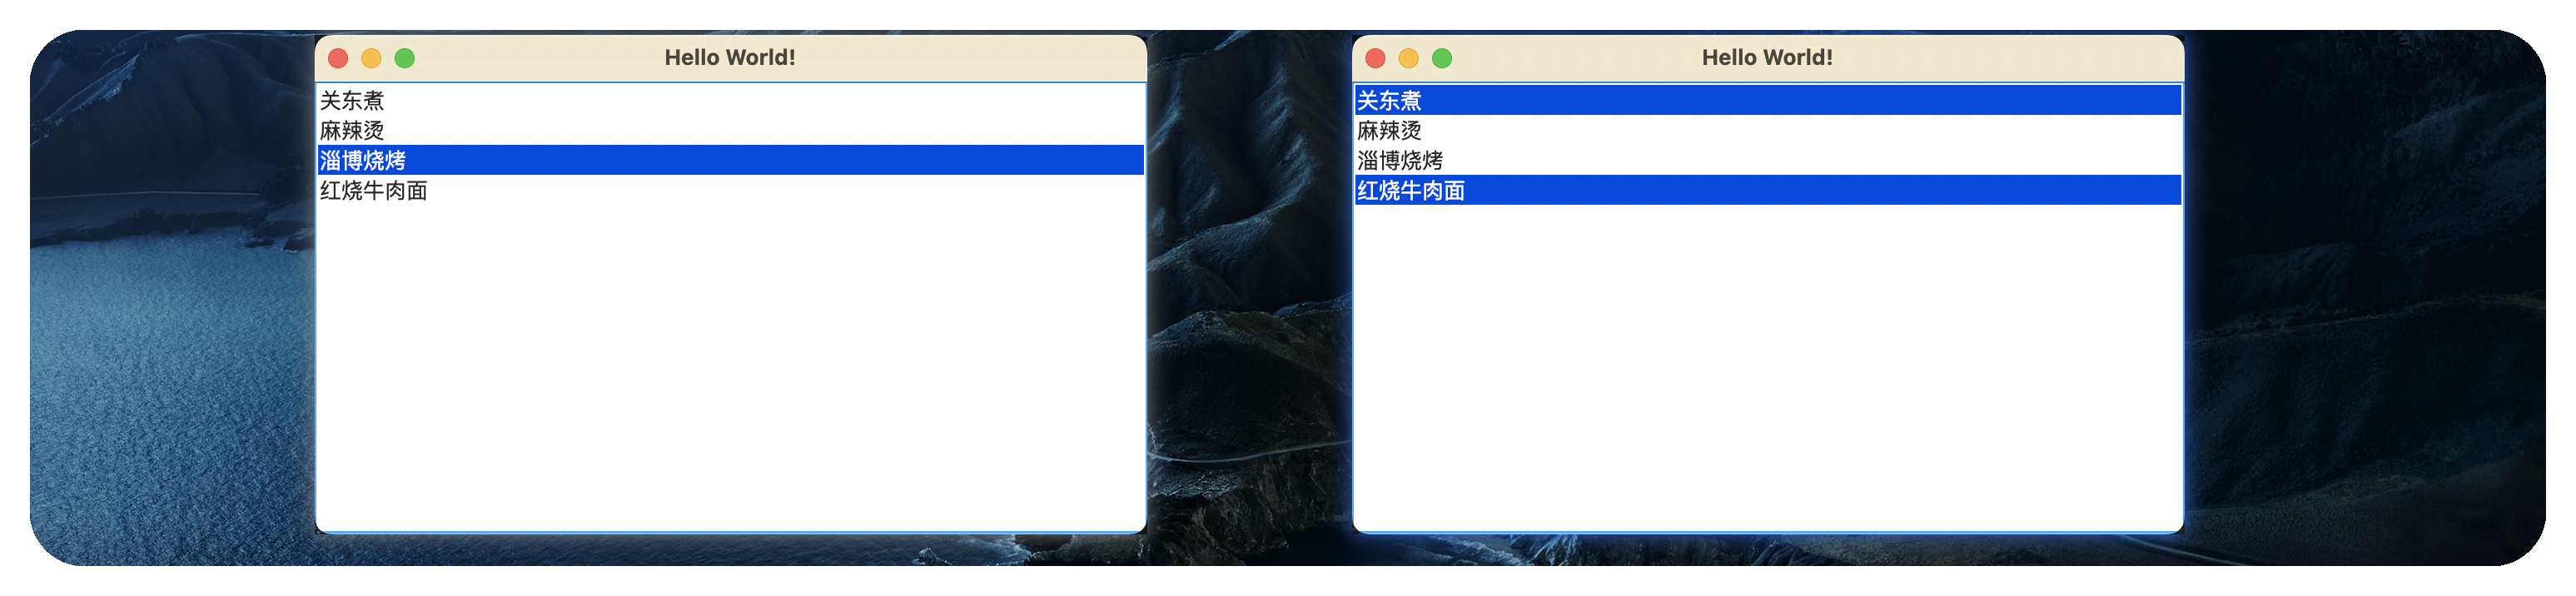 Hello World!
关东煮
麻辣烫
淄博烧烤
红烧牛肉面
Hello World!
关东煮
麻辣烫
淄博烧烤
红烧牛肉面